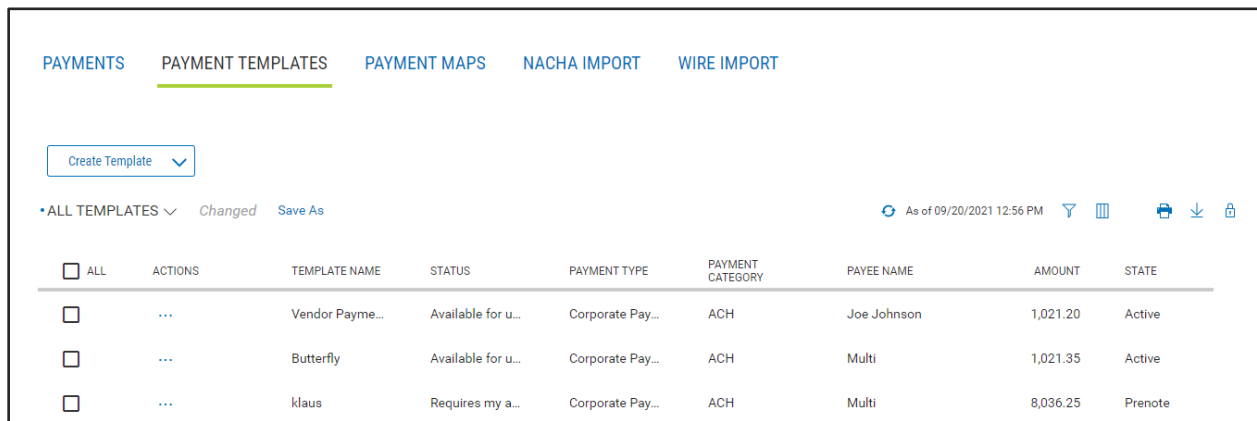 PAYMENTS PAYMENT TEMPLATES PAYMENT MAPS NACHA IMPORT WIRE IMPORT
Create Template
• ALL TEMPLATES Changed Save As As of 09/20/2021 12:56 PM
ALL ACTIONS TEMPLATE NAME STATUS PAYMENT TYPE PAYMENT CATEGORY PAYEE NAME AMOUNT STATE
... Vendor Payme... Available for u... Corporate Pay... ACH Joe Johnson 1,021.20 Active
... Butterfly Available for u... Corporate Pay... ACH Multi 1,021.35 Active
... klaus Requires my a... Corporate Pay... ACH Multi 8,036.25 Prenote